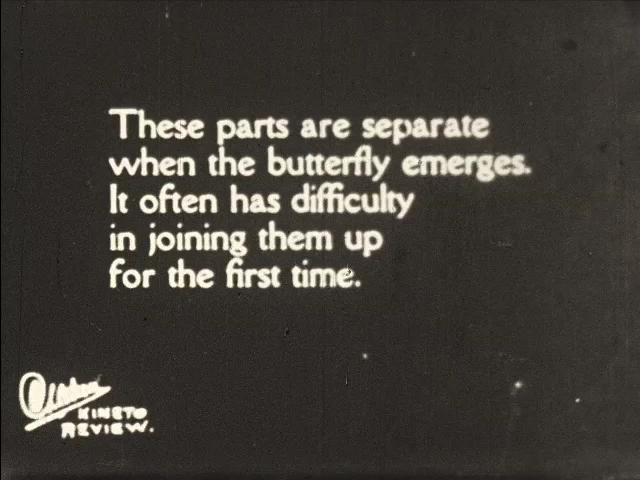 These parts are separate
when the butterfly emerges.
It often has difficulty
in joining them up
for the first time.
KINETO
REVIEW.